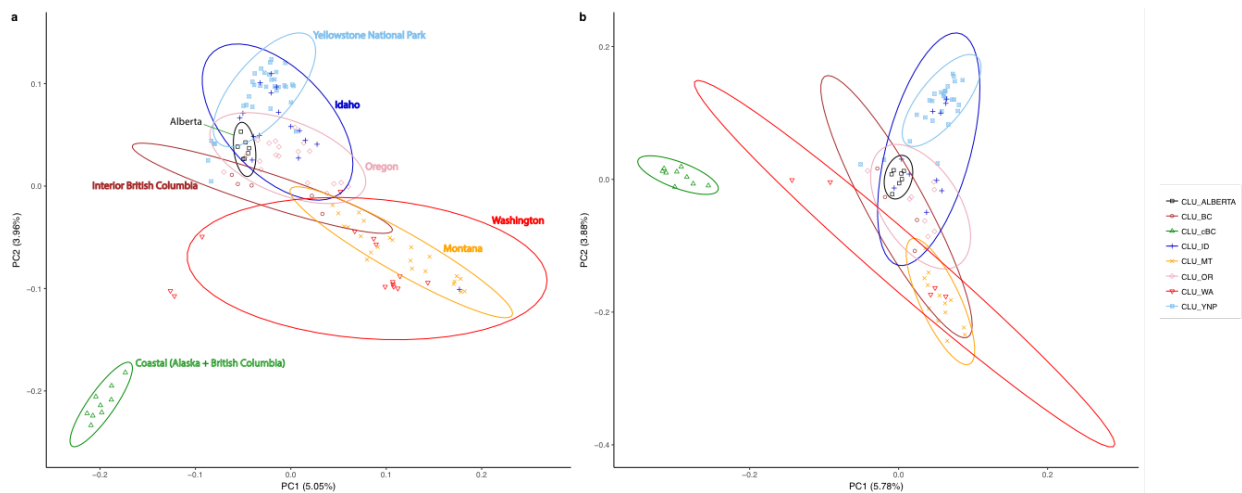 a
Yellowstone National Park
0.1
Idaho
Alberta
Oregon
Interior British Columbia
0.0
Washington
Montana
−0.1
Coastal (Alaska + British Columbia)
−0.2
PC2 (3.96%)
−0.2
−0.1
0.0
0.1
0.2
PC1 (5.05%)
b
0.2
0.0
−0.2
−0.4
PC2 (3.88%)
−0.2
0.0
0.2
PC1 (5.78%)
CLU_ALBERTA
CLU_BC
CLU_cBC
CLU_ID
CLU_MT
CLU_OR
CLU_WA
CLU_YNP